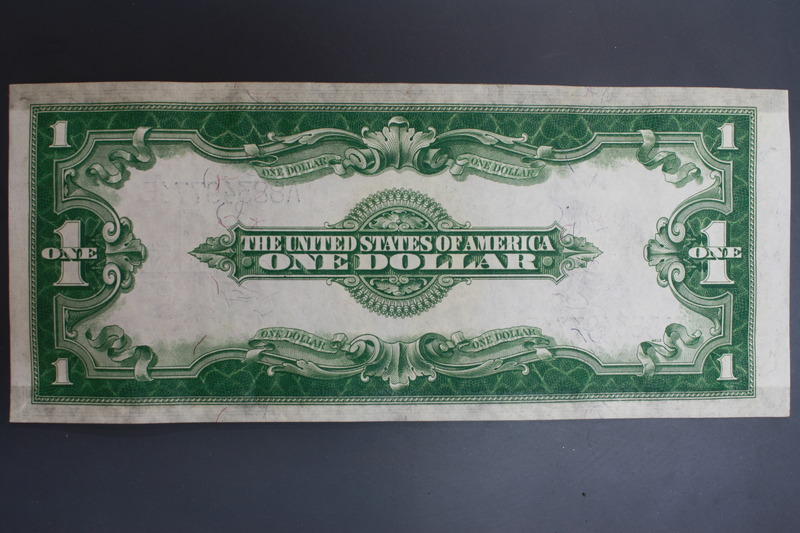 1 1
ONE DOLLAR ONE DOLLAR
1 ONE THE UNITED STATES OF AMERICA 1 ONE
ONE DOLLAR
ONE DOLLAR ONE DOLLAR
1 1